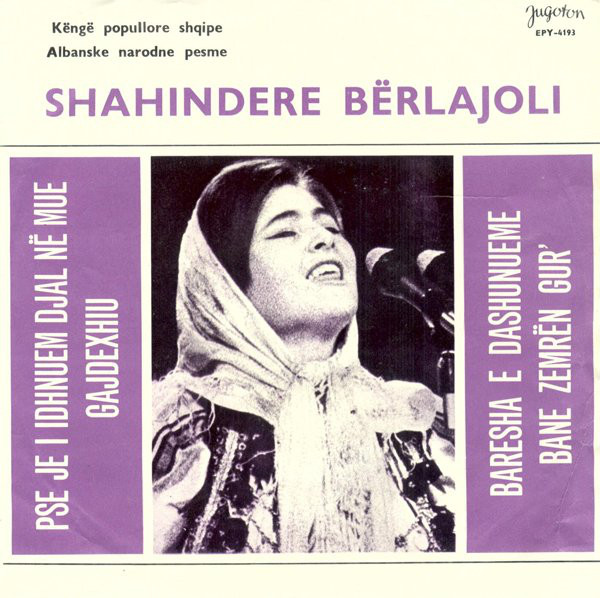 Këngë popullore shqipe
Albanske narodne pesme
Jugoton
EPY-4193
SHAHINDERE BËRLAJOLI
PSE JE I IDHNUEM DJAL NË MUE
GAJDEXHIU
BARESHA E DASHUNUEME
BANE ZEMRËN GUR'